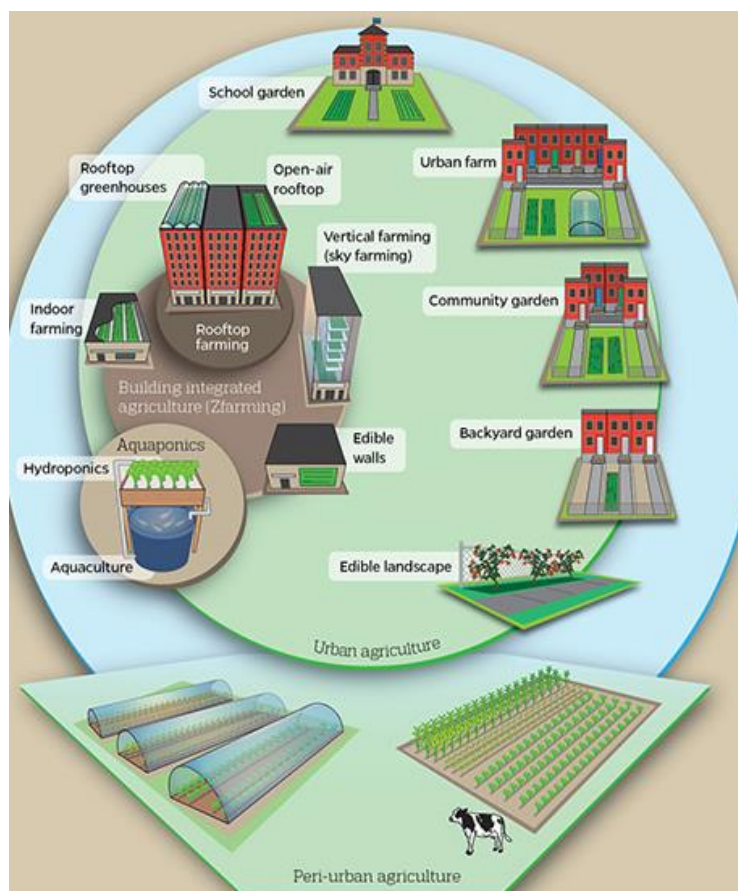 School garden
Rooftop
greenhouses
Open-air
rooftop
Urban farm
Vertical farming
(sky farming)
Indoor
farming
Rooftop
farming
Community garden
Building integrated
agriculture (Zfarming)
Aquaponics
Hydroponics
Edible
walls
Backyard garden
Aquaculture
Edible landscape
Urban agriculture
Peri-urban agriculture